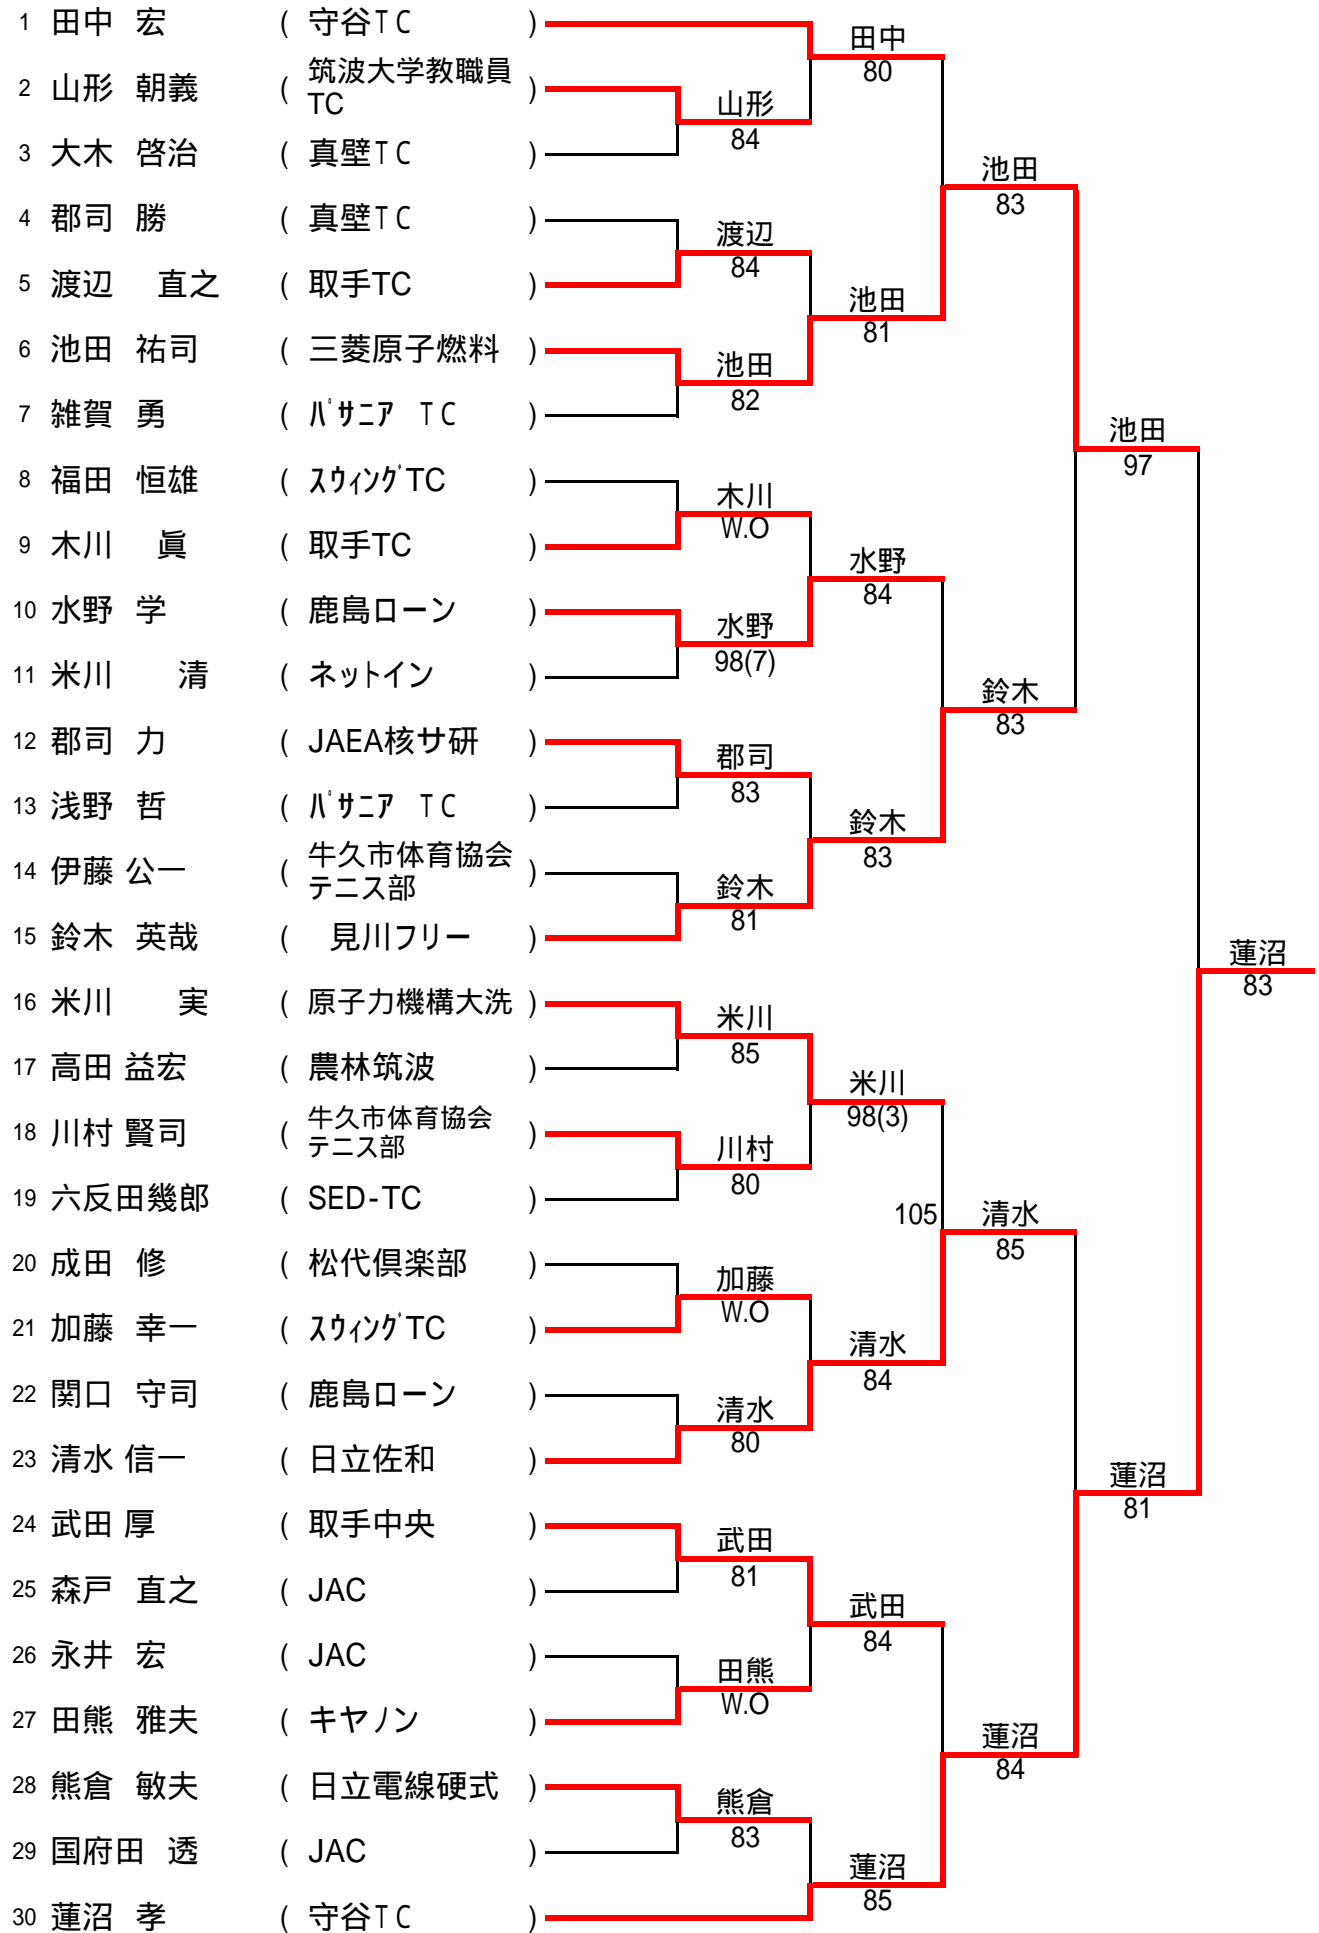 1 田中 宏 ( 守谷TC )
2 山形 朝義 ( 筑波大学教職員TC )
3 大木 啓治 ( 真壁TC )
4 郡司 勝 ( 真壁TC )
5 渡辺 直之 ( 取手TC )
6 池田 祐司 ( 三菱原子燃料 )
7 雑賀 勇 ( ﾊﾟｻﾆｱ TC )
8 福田 恒雄 ( ｽｳｨﾝｸﾞTC )
9 木川 眞 ( 取手TC )
10 水野 学 ( 鹿島ローン )
11 米川 清 ( ネットイン )
12 郡司 力 ( JAEA核サ研 )
13 浅野 哲 ( ﾊﾟｻﾆｱ TC )
14 伊藤 公一 ( 牛久市体育協会テニス部 )
15 鈴木 英哉 ( 見川フリー )
16 米川 実 ( 原子力機構大洗 )
17 高田 益宏 ( 農林筑波 )
18 川村 賢司 ( 牛久市体育協会テニス部 )
19 六反田幾郎 ( SED-TC )
20 成田 修 ( 松代倶楽部 )
21 加藤 幸一 ( ｽｳｨﾝｸﾞTC )
22 関口 守司 ( 鹿島ローン )
23 清水 信一 ( 日立佐和 )
24 武田 厚 ( 取手中央 )
25 森戸 直之 ( JAC )
26 永井 宏 ( JAC )
27 田熊 雅夫 ( キヤノン )
28 熊倉 敏夫 ( 日立電線硬式 )
29 国府田 透 ( JAC )
30 蓮沼 孝 ( 守谷TC )
山形
84
渡辺
84
池田
82
木川
W.O
水野
98(7)
郡司
83
鈴木
81
米川
85
川村
80
加藤
W.O
清水
80
武田
81
田熊
W.O
熊倉
83
田中
80
池田
81
水野
84
鈴木
83
米川
98(3)
清水
84
武田
84
蓮沼
85
池田
83
鈴木
83
105
清水
85
蓮沼
84
池田
97
蓮沼
81
蓮沼
83